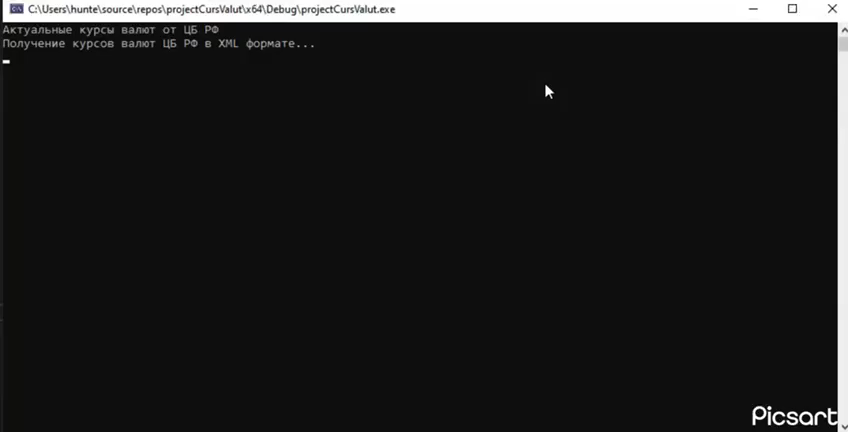 C:\Users\hunte\source\repos\projectCursValut\x64\Debug\projectCursValut.exe
Актуальные курсы валют от ЦБ РФ
Получение курсов валют ЦБ РФ в XML формате...
Picsart